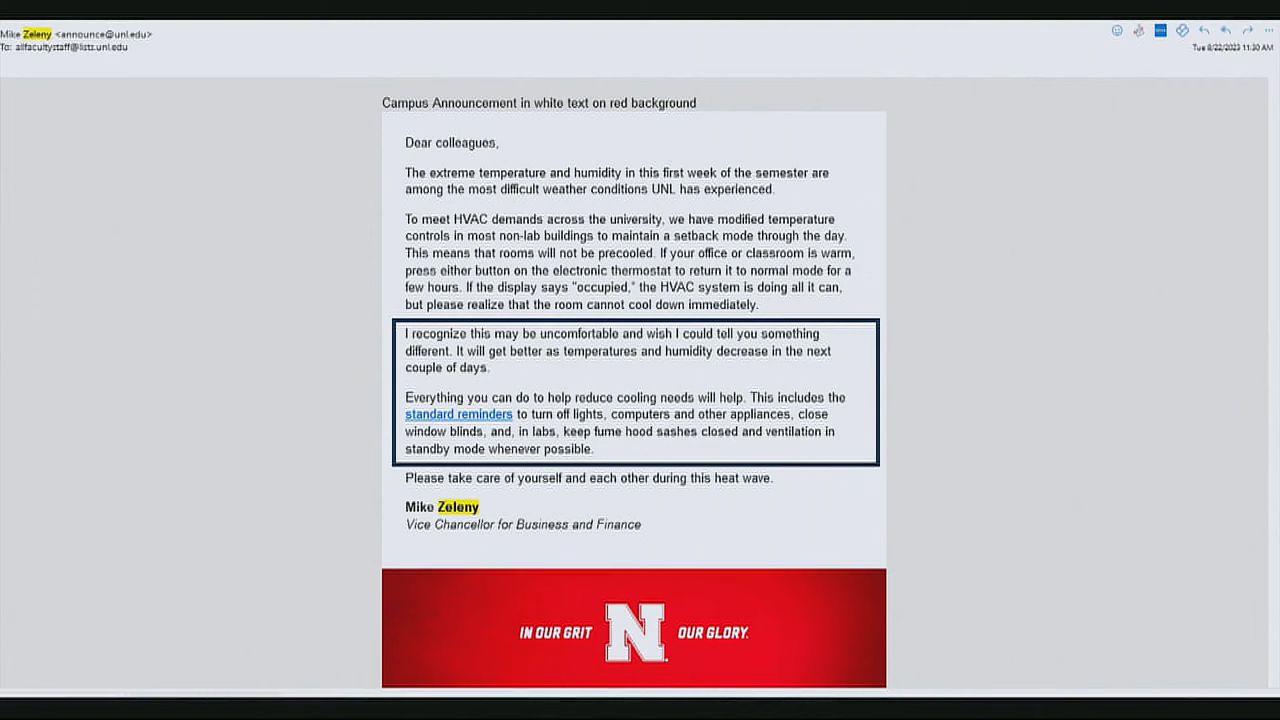 Mike Zeleny <announce@unl.edu>
To: allfacultystaff@lists.unl.edu
Tue 8/22/2023 11:30 AM
Campus Announcement in white text on red background
Dear colleagues,
The extreme temperature and humidity in this first week of the semester are
among the most difficult weather conditions UNL has experienced.
To meet HVAC demands across the university, we have modified temperature
controls in most non-lab buildings to maintain a setback mode through the day.
This means that rooms will not be precooled. If your office or classroom is warm,
press either button on the electronic thermostat to return it to normal mode for a
few hours. If the display says "occupied," the HVAC system is doing all it can,
but please realize that the room cannot cool down immediately.
I recognize this may be uncomfortable and wish I could tell you something
different. It will get better as temperatures and humidity decrease in the next
couple of days.
Everything you can do to help reduce cooling needs will help. This includes the
standard reminders to turn off lights, computers and other appliances, close
window blinds, and, in labs, keep fume hood sashes closed and ventilation in
standby mode whenever possible.
Please take care of yourself and each other during this heat wave.
Mike Zeleny
Vice Chancellor for Business and Finance
IN OUR GRIT N OUR GLORY.